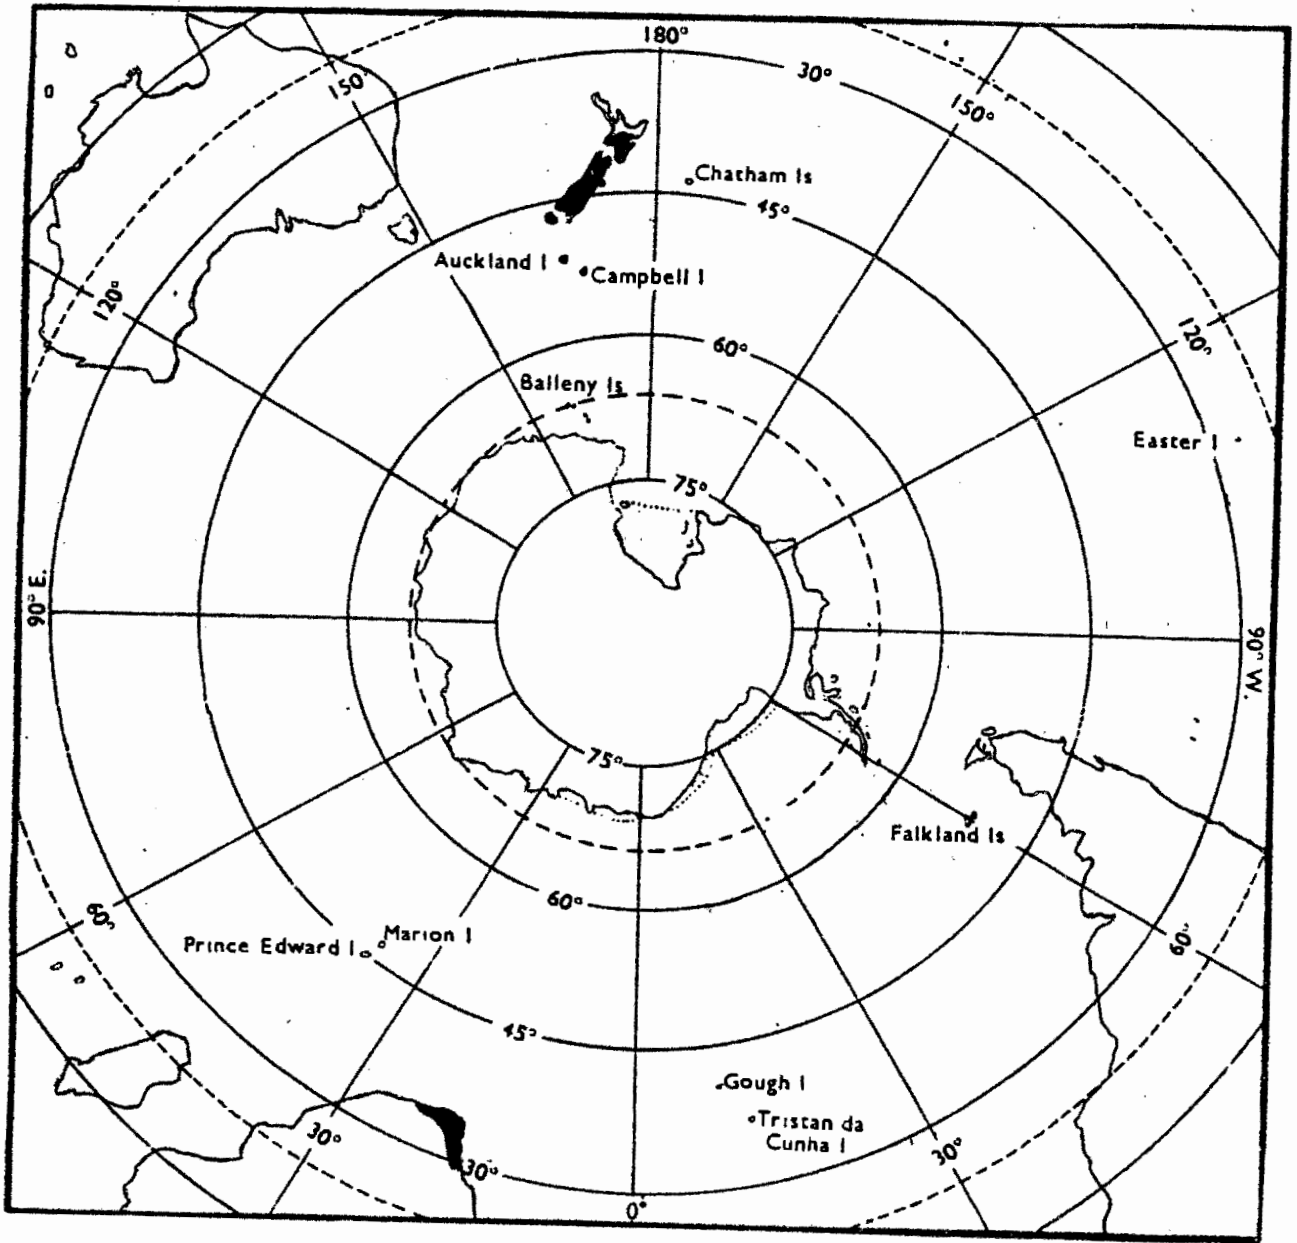 180°
30°
150°
150°
Chatham Is
45°
Auckland I
Campbell I
120°
60°
120°
Balleny Is
Easter I
75°
90° E.
90° W.
75°
Falkland Is
60°
60°
Marion I
60°
Prince Edward I
45°
Gough I
Tristan da
Cunha I
30°
30°
30°
0°